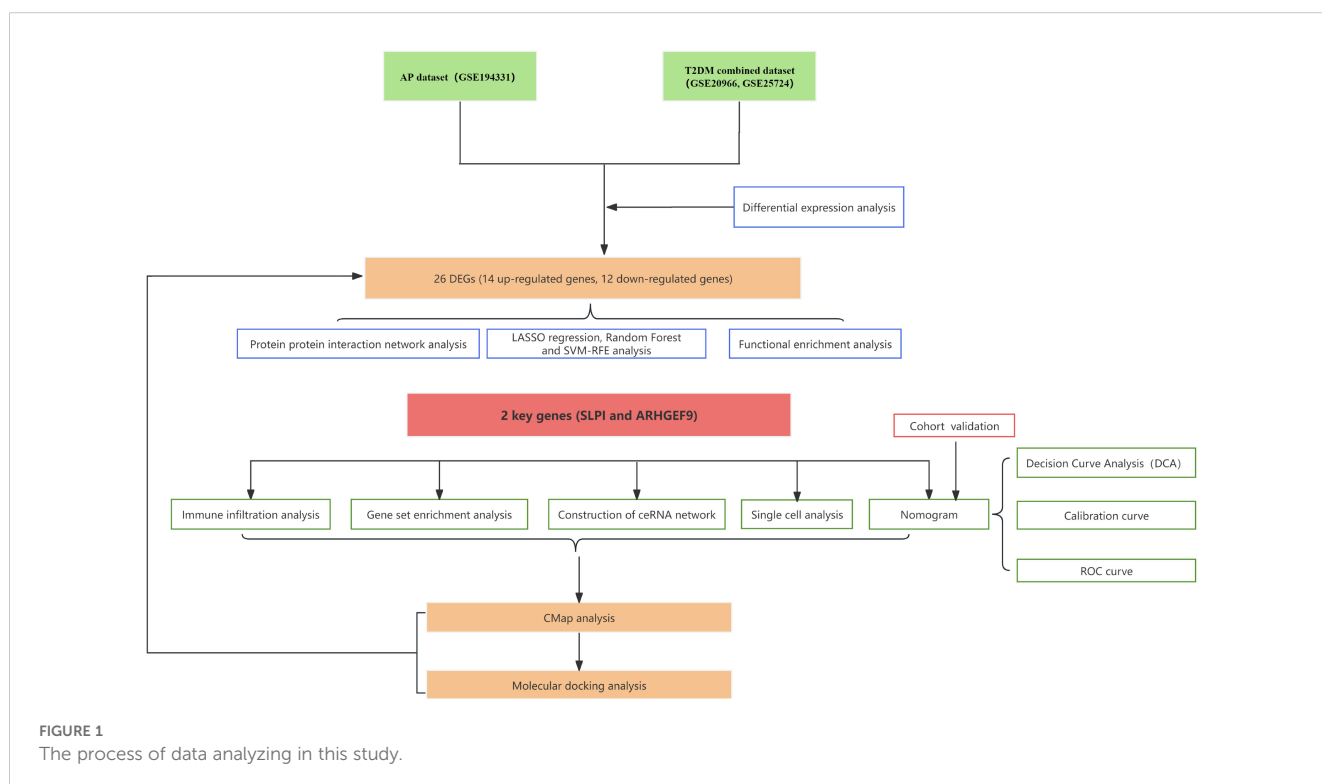 AP dataset（GSE194331）
T2DM combined dataset
(GSE20966, GSE25724)
Differential expression analysis
26 DEGs (14 up-regulated genes, 12 down-regulated genes)
Protein protein interaction network analysis
LASSO regression, Random Forest
and SVM-RFE analysis
Functional enrichment analysis
2 key genes (SLPI and ARHGEF9)
Cohort validation
Decision Curve Analysis（DCA）
Immune infiltration analysis
Gene set enrichment analysis
Construction of ceRNA network
Single cell analysis
Nomogram
Calibration curve
ROC curve
CMap analysis
Molecular docking analysis
FIGURE 1
The process of data analyzing in this study.